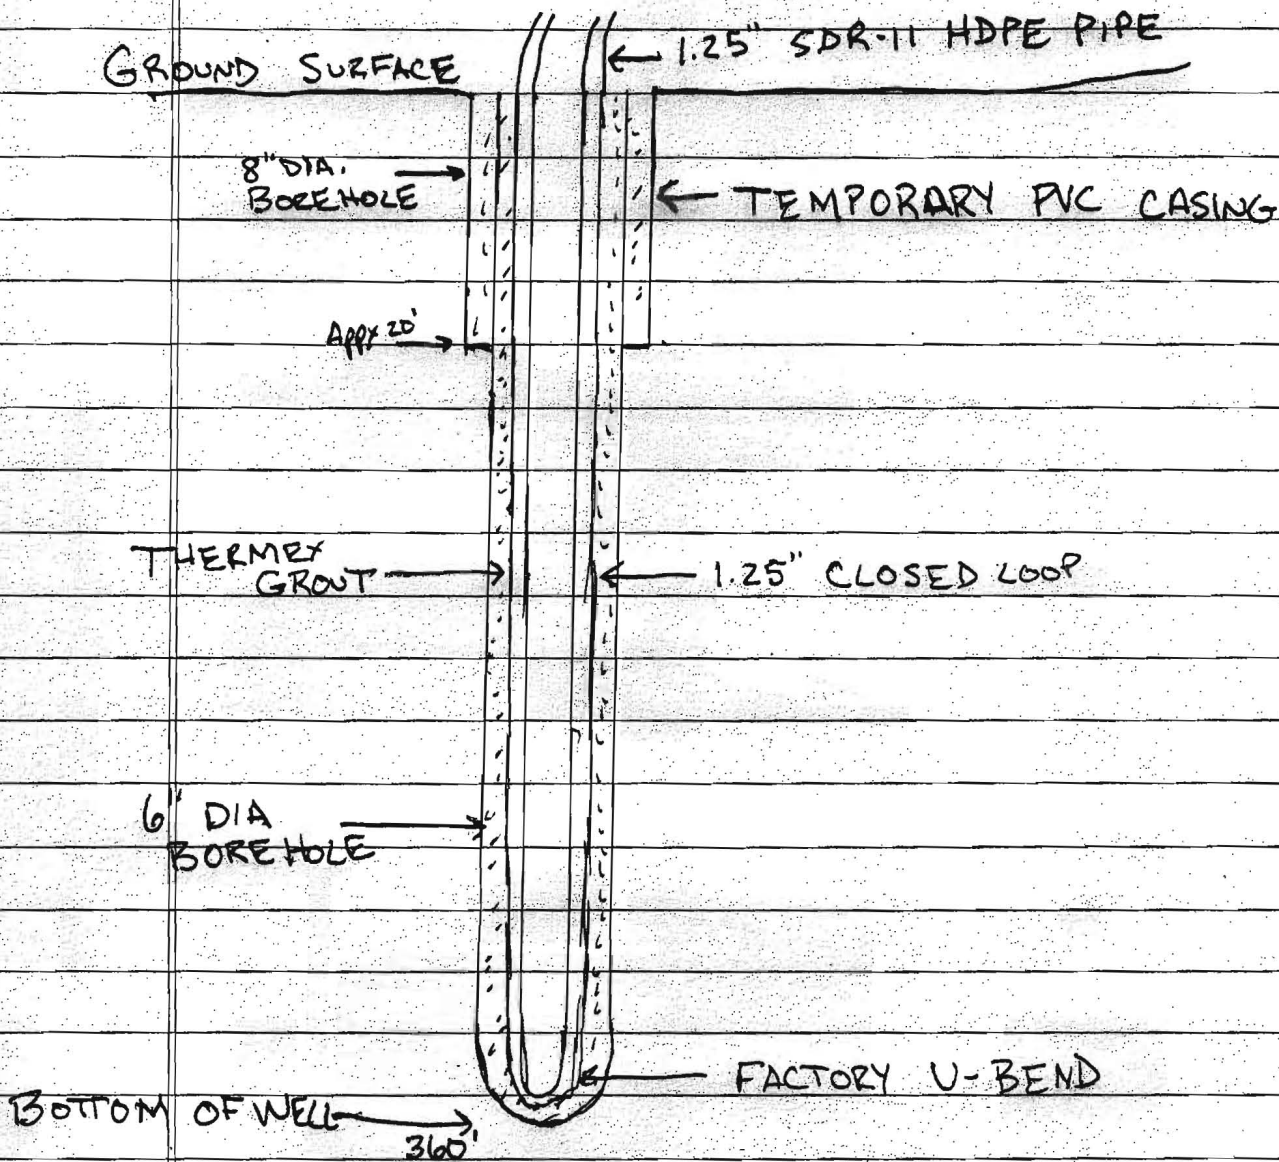 1.25" SDR-11 HDPE PIPE
GROUND SURFACE
8" DIA.
BOREHOLE
TEMPORARY PVC CASING
Appx 20'
THERMEX
GROUT
1.25" CLOSED LOOP
6" DIA
BOREHOLE
FACTORY U-BEND
BOTTOM OF WELL
360'